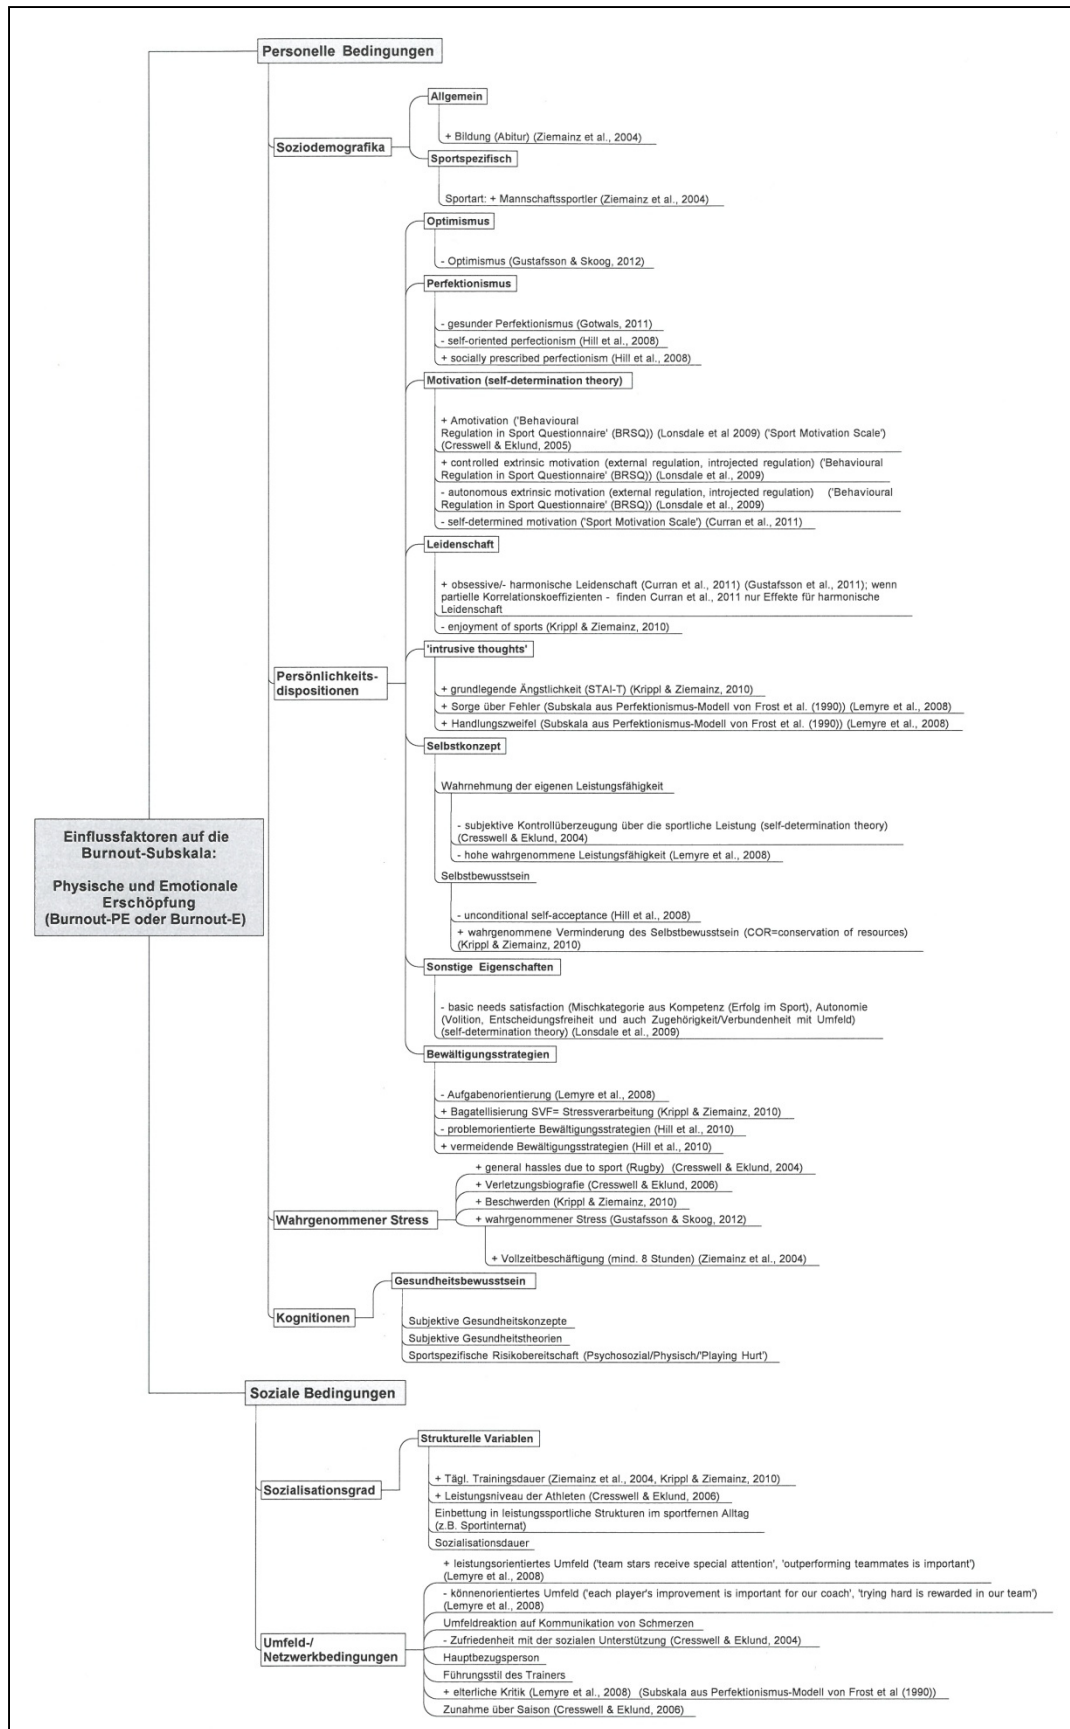 Personelle Bedingungen
Allgemein
+ Bildung (Abitur) (Ziemainz et al., 2004)
Soziodemografika
Sportspezifisch
Sportart: + Mannschaftssportler (Ziemainz et al., 2004)
Optimismus
- Optimismus (Gustafsson & Skoog, 2012)
Perfektionismus
- gesunder Perfektionismus (Gotwals, 2011)
- self-oriented perfectionism (Hill et al., 2008)
+ socially prescribed perfectionism (Hill et al., 2008)
Motivation (self-determination theory)
+ Amotivation ('Behavioural
Regulation in Sport Questionnaire' (BRSQ)) (Lonsdale et al 2009) ('Sport Motivation Scale')
(Cresswell & Eklund, 2005)
+ controlled extrinsic motivation (external regulation, introjected regulation) ('Behavioural
Regulation in Sport Questionnaire' (BRSQ)) (Lonsdale et al., 2009)
- autonomous extrinsic motivation (external regulation, introjected regulation) ('Behavioural
Regulation in Sport Questionnaire' (BRSQ)) (Lonsdale et al., 2009)
- self-determined motivation ('Sport Motivation Scale') (Curran et al., 2011)
Leidenschaft
+ obsessive/- harmonische Leidenschaft (Curran et al., 2011) (Gustafsson et al., 2011); wenn
partielle Korrelationskoeffizienten - finden Curran et al., 2011 nur Effekte für harmonische
Leidenschaft
- enjoyment of sports (Krippl & Ziemainz, 2010)
'intrusive thoughts'
Persönlichkeits-
dispositionen
+ grundlegende Ängstlichkeit (STAI-T) (Krippl & Ziemainz, 2010)
+ Sorge über Fehler (Subskala aus Perfektionismus-Modell von Frost et al. (1990)) (Lemyre et al., 2008)
+ Handlungszweifel (Subskala aus Perfektionismus-Modell von Frost et al. (1990)) (Lemyre et al., 2008)
Selbstkonzept
Wahrnehmung der eigenen Leistungsfähigkeit
- subjektive Kontrollüberzeugung über die sportliche Leistung (self-determination theory)
(Cresswell & Eklund, 2004)
- hohe wahrgenommene Leistungsfähigkeit (Lemyre et al., 2008)
Selbstbewusstsein
- unconditional self-acceptance (Hill et al., 2008)
+ wahrgenommene Verminderung des Selbstbewusstsein (COR=conservation of resources)
(Krippl & Ziemainz, 2010)
Einflussfaktoren auf die
Burnout-Subskala:
Physische und Emotionale
Erschöpfung
(Burnout-PE oder Burnout-E)
Sonstige Eigenschaften
- basic needs satisfaction (Mischkategorie aus Kompetenz (Erfolg im Sport), Autonomie
(Volition, Entscheidungsfreiheit und auch Zugehörigkeit/Verbundenheit mit Umfeld)
(self-determination theory) (Lonsdale et al., 2009)
Bewältigungsstrategien
- Aufgabenorientierung (Lemyre et al., 2008)
+ Bagatellisierung SVF= Stressverarbeitung (Krippl & Ziemainz, 2010)
- problemorientierte Bewältigungsstrategien (Hill et al., 2010)
+ vermeidende Bewältigungsstrategien (Hill et al., 2010)
+ general hassles due to sport (Rugby) (Cresswell & Eklund, 2004)
+ Verletzungsbiografie (Cresswell & Eklund, 2006)
+ Beschwerden (Krippl & Ziemainz, 2010)
Wahrgenommener Stress
+ wahrgenommener Stress (Gustafsson & Skoog, 2012)
+ Vollzeitbeschäftigung (mind. 8 Stunden) (Ziemainz et al., 2004)
Gesundheitsbewusstsein
Kognitionen
Subjektive Gesundheitskonzepte
Subjektive Gesundheitstheorien
Sportspezifische Risikobereitschaft (Psychosozial/Physisch/'Playing Hurt')
Soziale Bedingungen
Strukturelle Variablen
+ Tägl. Trainingsdauer (Ziemainz et al., 2004, Krippl & Ziemainz, 2010)
Sozialisationsgrad
+ Leistungsniveau der Athleten (Cresswell & Eklund, 2006)
Einbettung in leistungssportliche Strukturen im sportfernen Alltag
(z.B. Sportinternat)
Sozialisationsdauer
+ leistungsorientiertes Umfeld ('team stars receive special attention', 'outperforming teammates is important')
(Lemyre et al., 2008)
- könnenorientiertes Umfeld ('each player's improvement is important for our coach', 'trying hard is rewarded in our team')
(Lemyre et al., 2008)
Umfeldreaktion auf Kommunikation von Schmerzen
Umfeld-/
Netzwerkbedingungen
- Zufriedenheit mit der sozialen Unterstützung (Cresswell & Eklund, 2004)
Hauptbezugsperson
Führungsstil des Trainers
+ elterliche Kritik (Lemyre et al., 2008) (Subskala aus Perfektionismus-Modell von Frost et al (1990))
Zunahme über Saison (Cresswell & Eklund, 2006)